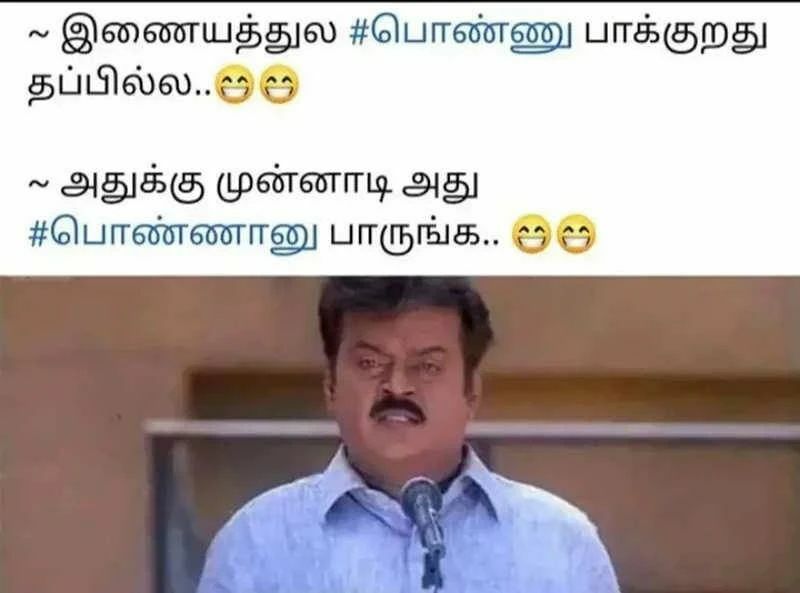 ~ இணையத்துல #பொண்ணு பாக்குறது
தப்பில்ல..😁😁
~ அதுக்கு முன்னாடி அது
#பொண்ணானு பாருங்க.. 😁😁